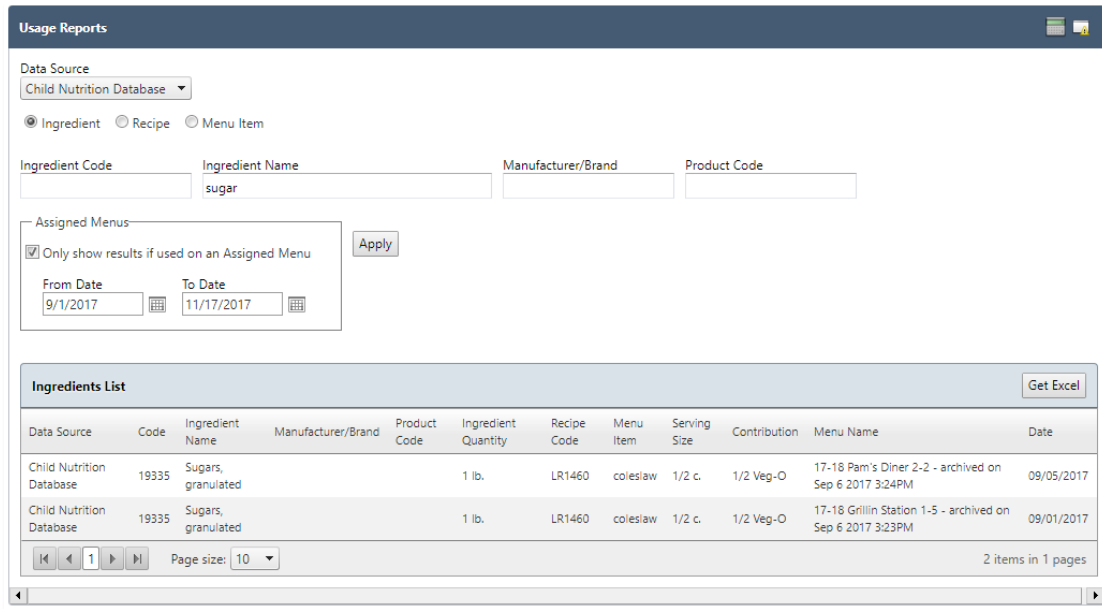 Usage Reports
Data Source
Child Nutrition Database
Ingredient Recipe Menu Item
Ingredient Code Ingredient Name Manufacturer/Brand Product Code
sugar
Assigned Menus
Only show results if used on an Assigned Menu
Apply
From Date To Date
9/1/2017 11/17/2017
Ingredients List Get Excel
Data Source Code Ingredient Name Manufacturer/Brand Product Code Ingredient Quantity Recipe Code Menu Item Serving Size Contribution Menu Name Date
Child Nutrition Database 19335 Sugars, granulated 1 lb. LR1460 coleslaw 1/2 c. 1/2 Veg-O 17-18 Pam's Diner 2-2 - archived on Sep 6 2017 3:24PM 09/05/2017
Child Nutrition Database 19335 Sugars, granulated 1 lb. LR1460 coleslaw 1/2 c. 1/2 Veg-O 17-18 Grillin Station 1-5 - archived on Sep 6 2017 3:23PM 09/01/2017
1 Page size: 10 2 items in 1 pages